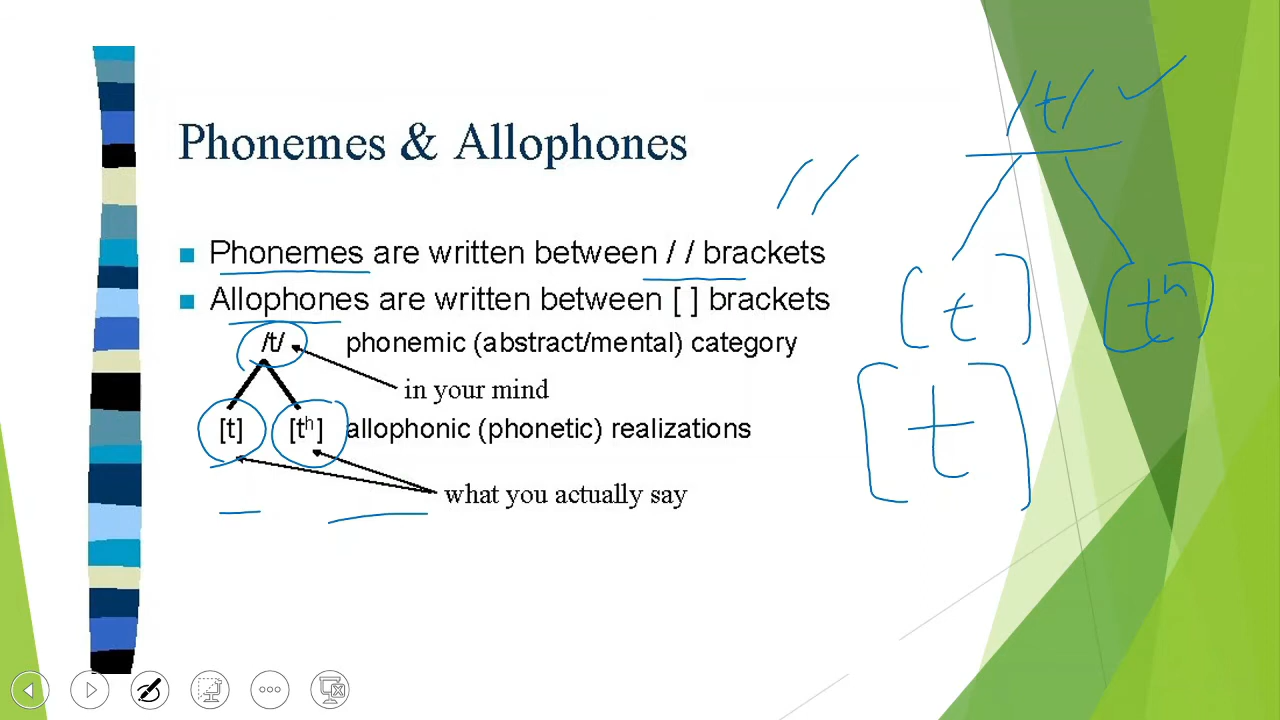 Phonemes & Allophones
/ /
/t/
Phonemes are written between / / brackets
Allophones are written between [ ] brackets
[t] [tʰ]
/t/ phonemic (abstract/mental) category
in your mind
[t] [tʰ] allophonic (phonetic) realizations
[t]
what you actually say